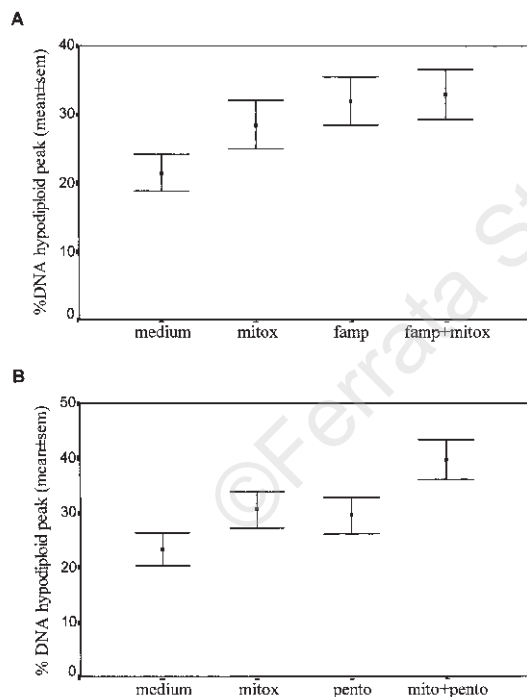 A
%DNA hypodiploid peak (mean±sem)
40
30
20
10
0
medium mitox famp famp+mitox
B
% DNA hypodiploid peak (mean±sem)
50
40
30
20
10
0
medium mitox pento mito+pento
©Ferrata